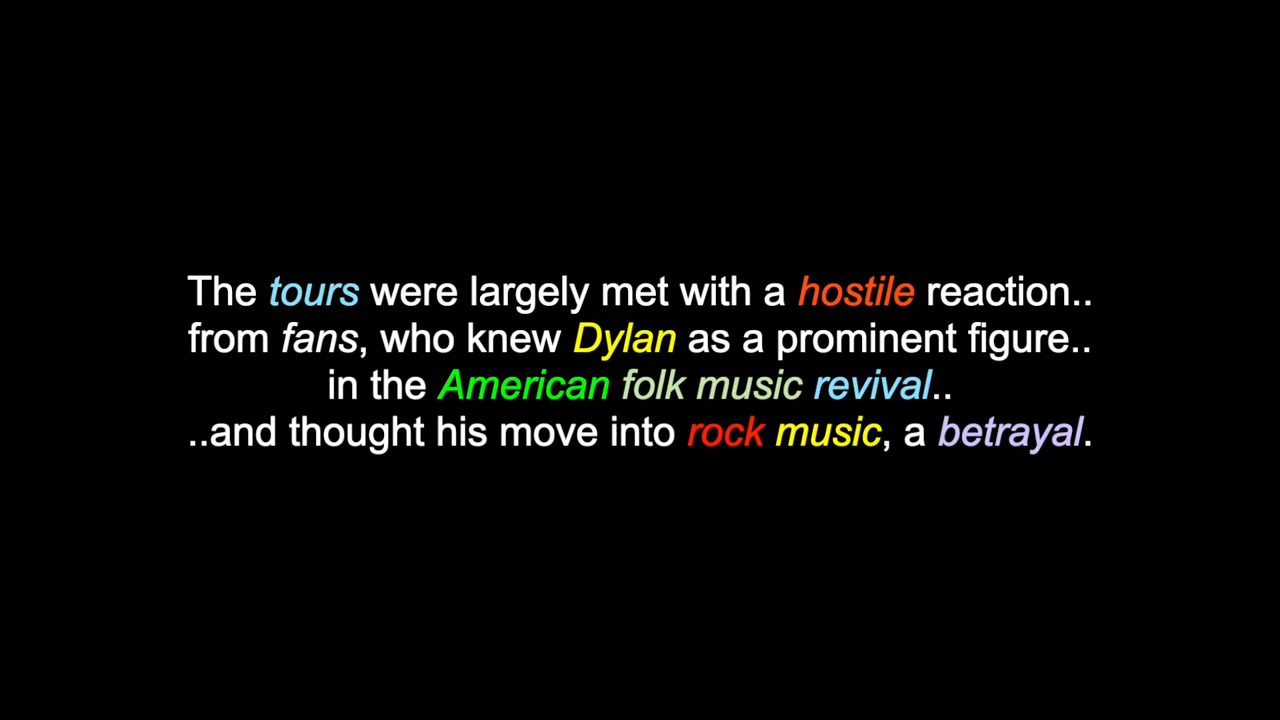 The tours were largely met with a hostile reaction..
from fans, who knew Dylan as a prominent figure..
in the American folk music revival..
..and thought his move into rock music, a betrayal.